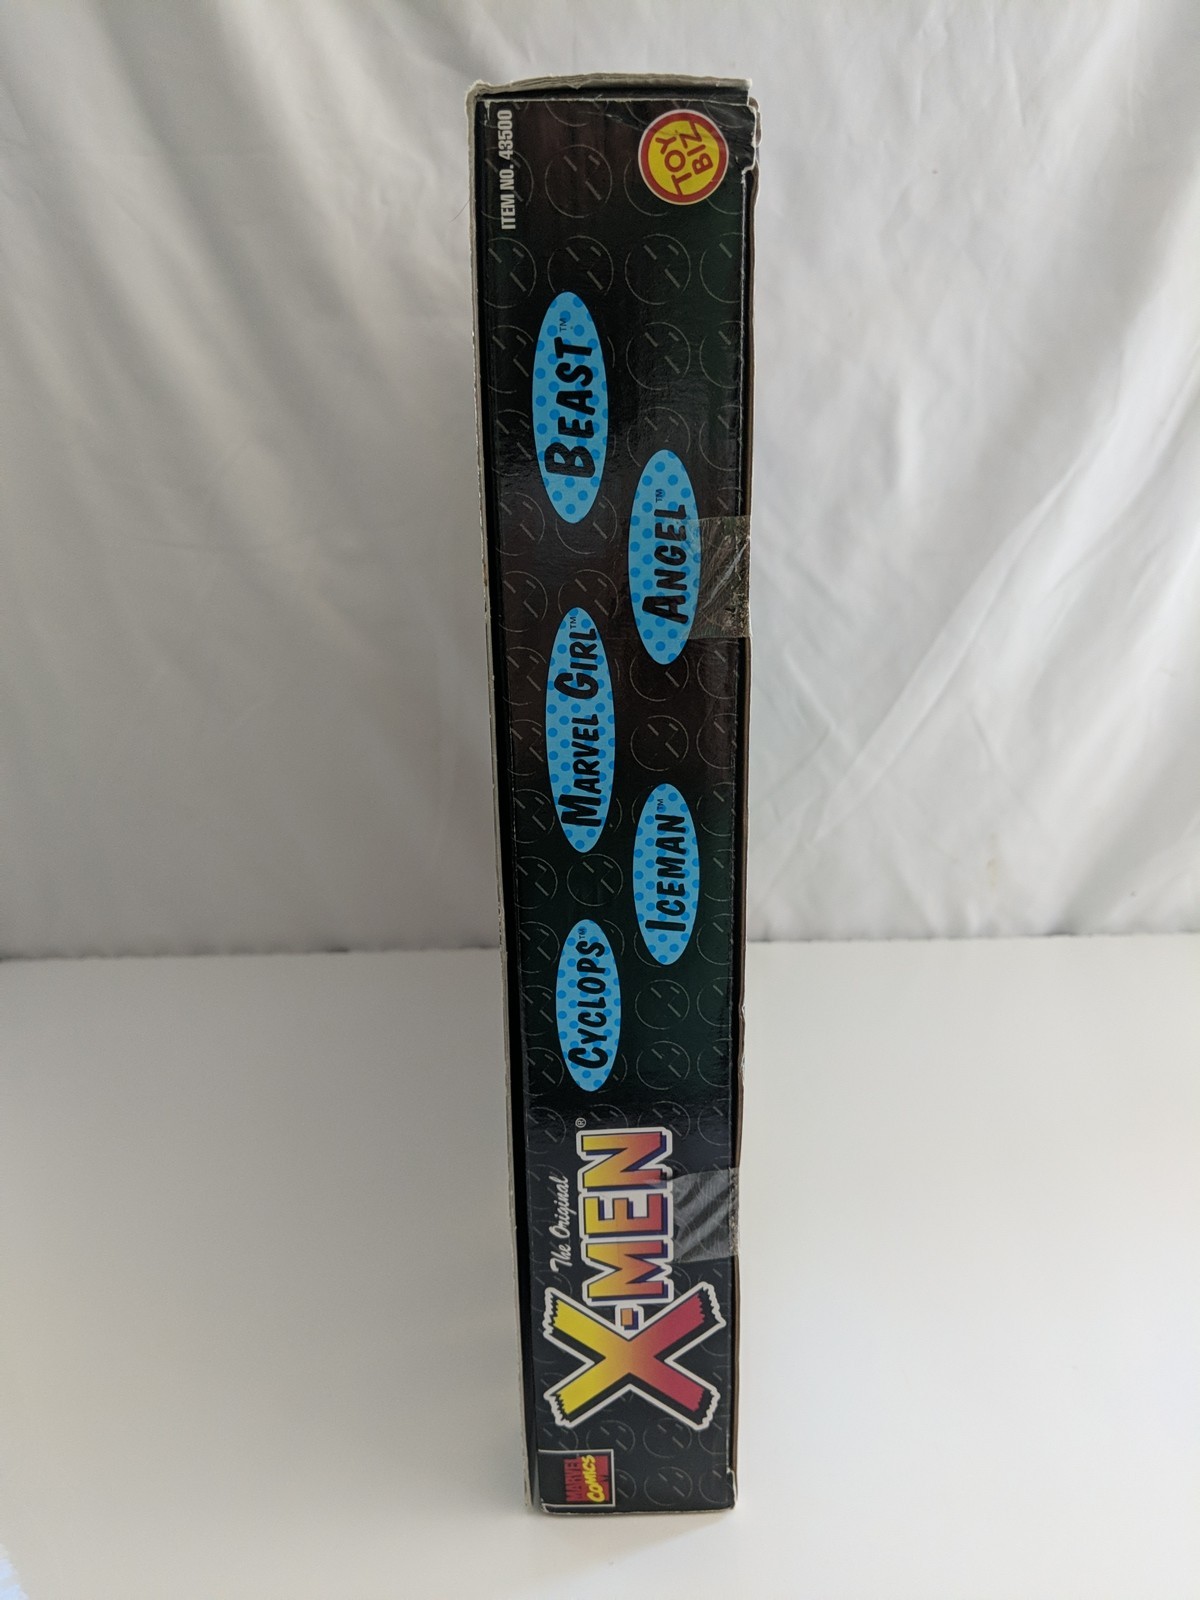 MARVEL
COMICS
The Original
X-MEN®
CYCLOPS™
ICEMAN™
MARVEL GIRL™
ANGEL™
BEAST™
ITEM NO. 43500
TOY
BIZ